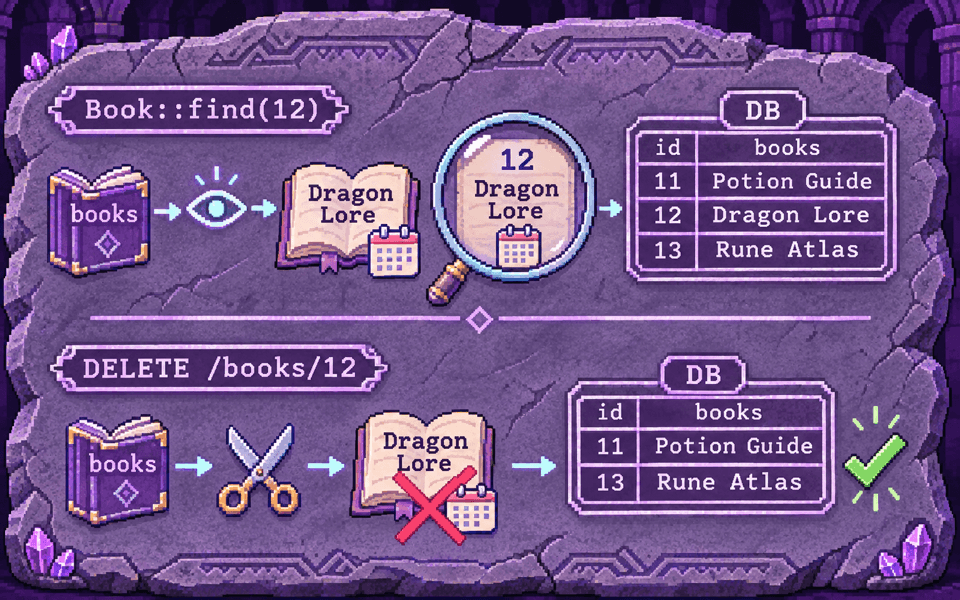 Book::find(12)
books
Dragon
Lore
12
Dragon
Lore
DB
id books
11 Potion Guide
12 Dragon Lore
13 Rune Atlas
DELETE /books/12
books
Dragon
Lore
DB
id books
11 Potion Guide
13 Rune Atlas